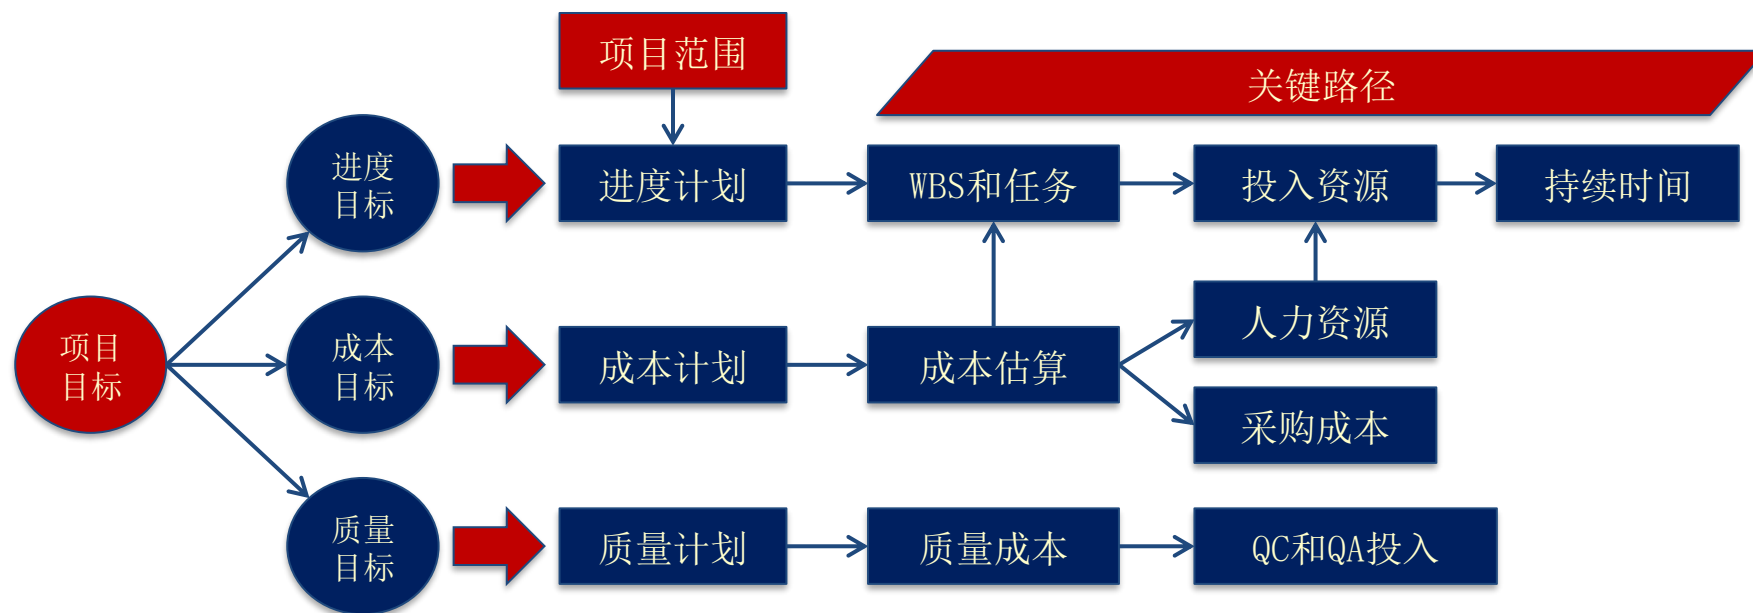 项目范围
关键路径
进度
目标
进度计划
WBS和任务
投入资源
持续时间
项目
目标
成本
目标
成本计划
成本估算
人力资源
采购成本
质量
目标
质量计划
质量成本
QC和QA投入